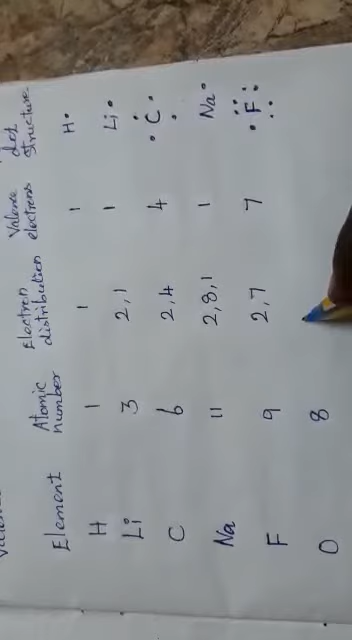 Element Atomic number Electron distribution Valence electrons dot structure
H 1 1 1 H
Li 3 2,1 1 Li
C 6 2,4 4 C
Na 11 2,8,1 1 Na
F 9 2,7 7 F
O 8